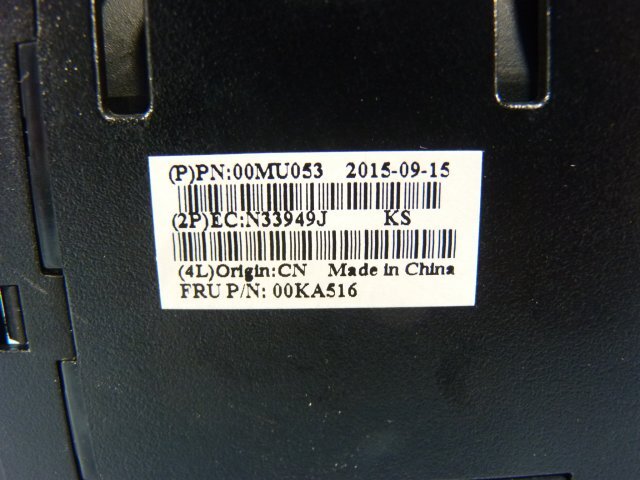 (P)PN:00MU053 2015-09-15
(2P)EC:N33949J KS
(4L)Origin:CN Made in China
FRU P/N: 00KA516